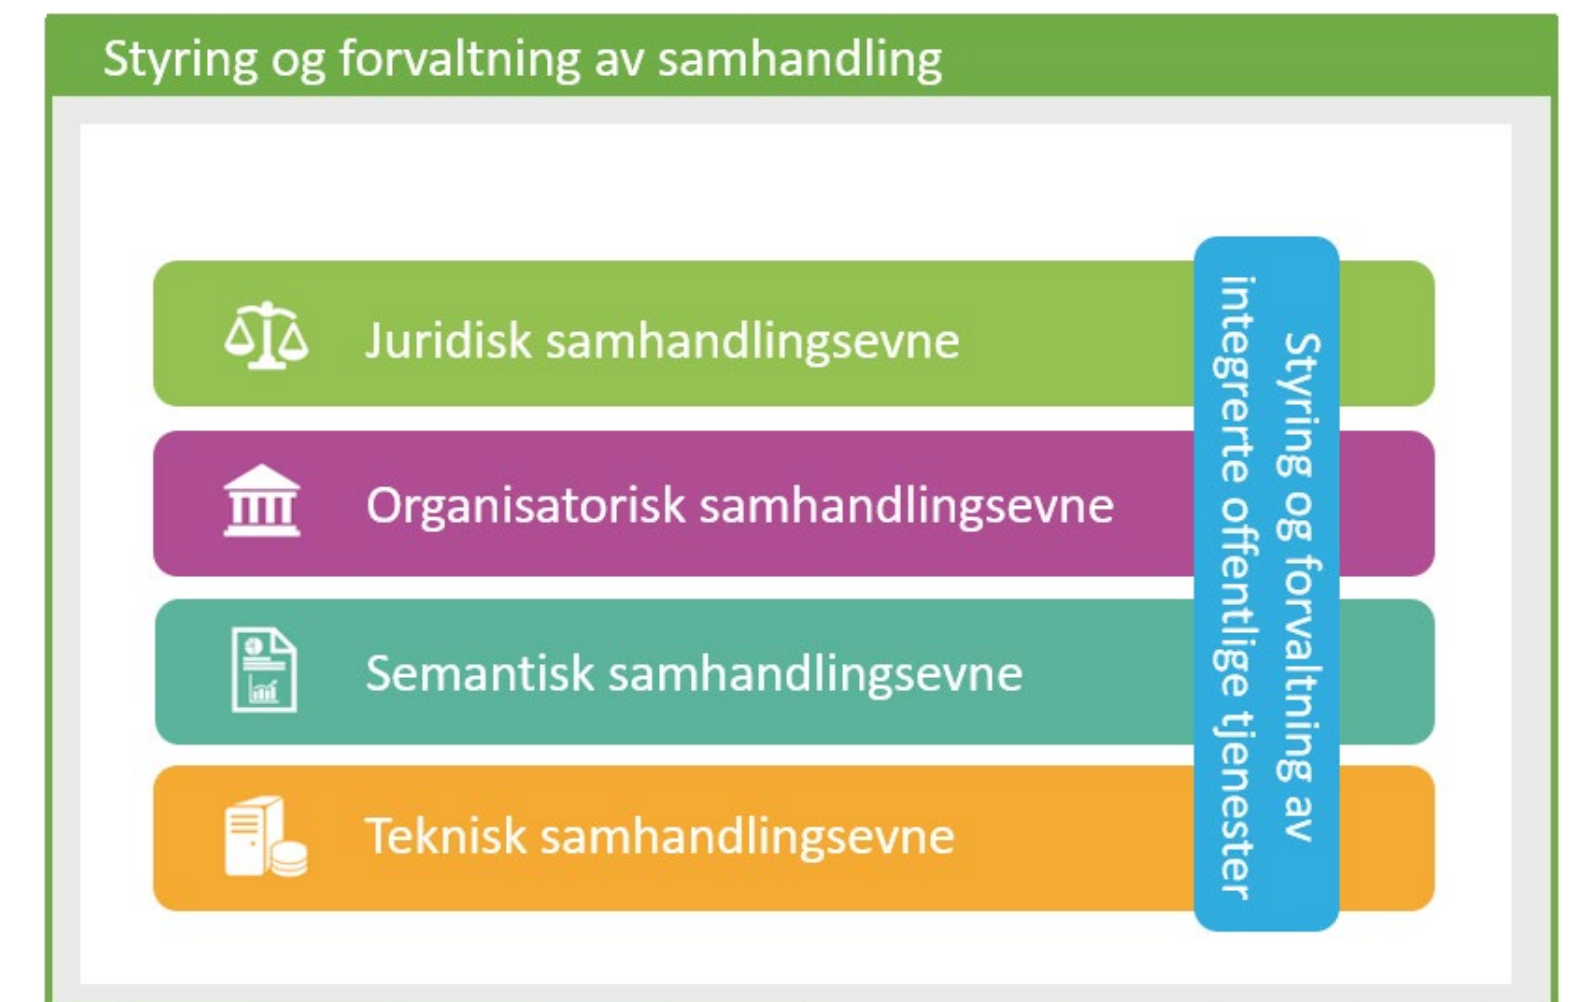 Styring og forvaltning av samhandling
Juridisk samhandlingsevne
Organisatorisk samhandlingsevne
Semantisk samhandlingsevne
Teknisk samhandlingsevne
Styring og forvaltning av
integrerte offentlige tjenester